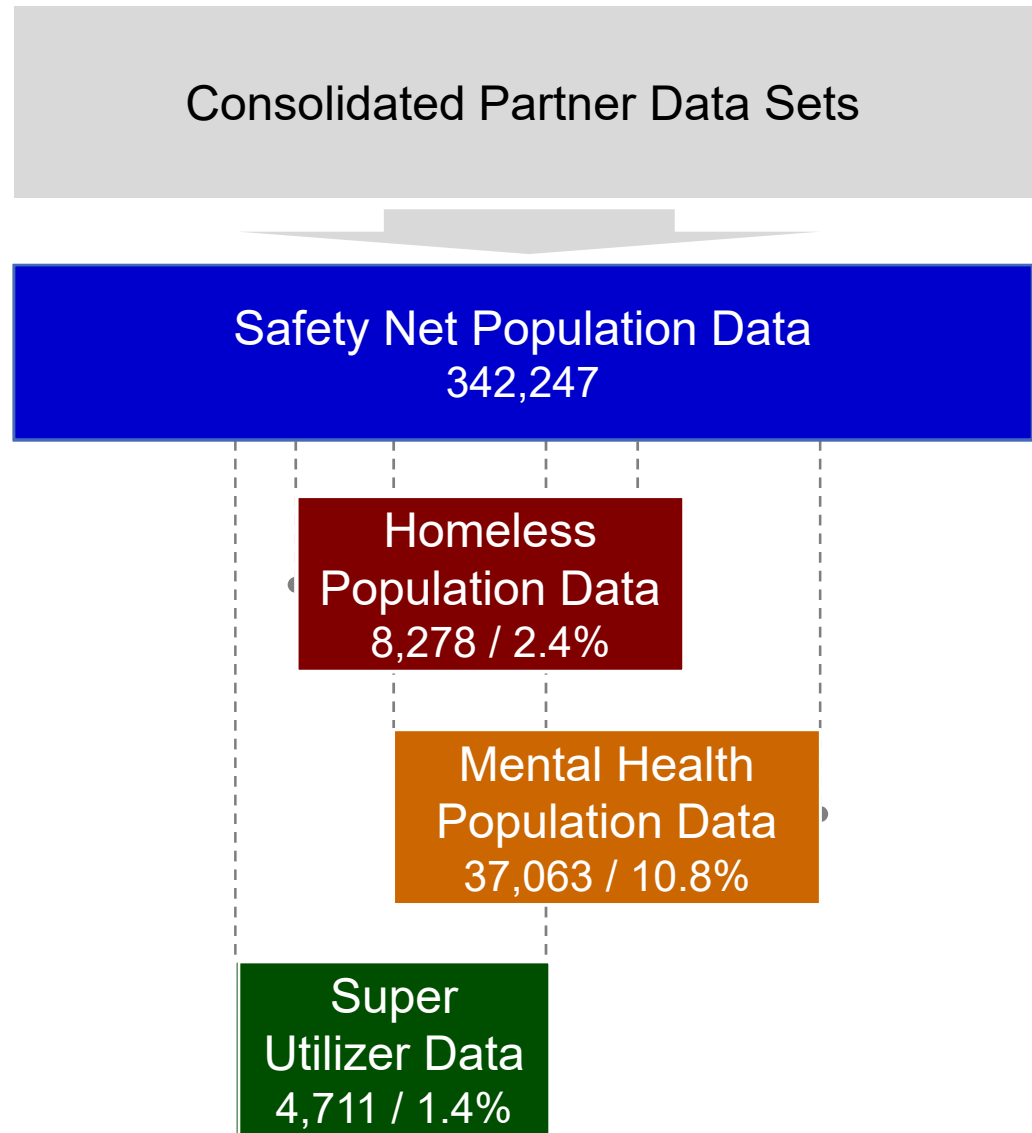 Consolidated Partner Data Sets
Safety Net Population Data
342,247
Homeless
Population Data
8,278 / 2.4%
Mental Health
Population Data
37,063 / 10.8%
Super
Utilizer Data
4,711 / 1.4%